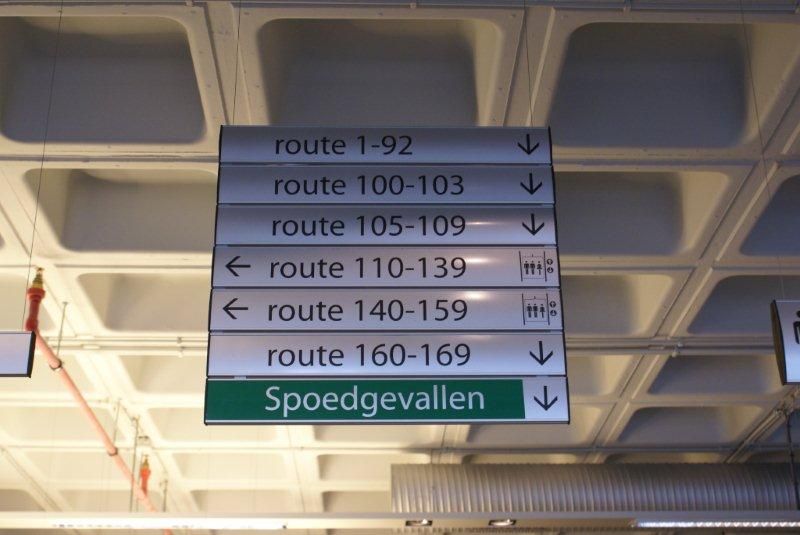 route 1-92 ↓
route 100-103 ↓
route 105-109 ↓
← route 110-139
← route 140-159
route 160-169 ↓
Spoedgevallen ↓